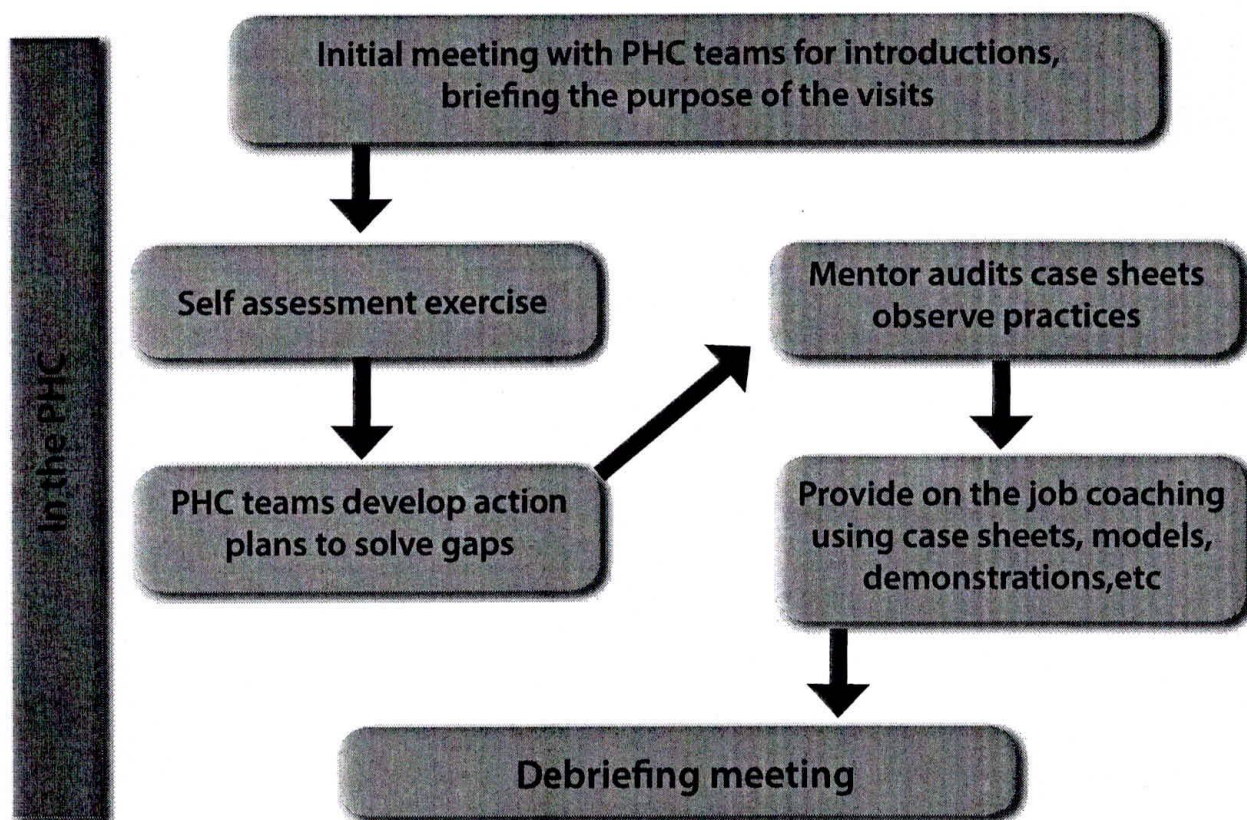 Initial meeting with PHC teams for introductions,
briefing the purpose of the visits
Self assessment exercise
PHC teams develop action
plans to solve gaps
Mentor audits case sheets
observe practices
Provide on the job coaching
using case sheets, models,
demonstrations,etc
Debriefing meeting
In the PHC